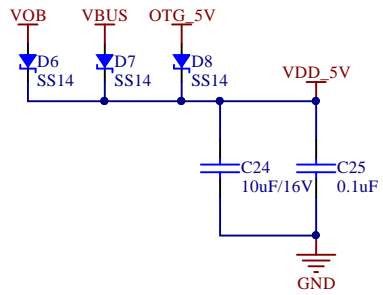 VOB VBUS OTG_5V
D6 D7 D8 VDD_5V
SS14 SS14 SS14
C24 C25
10uF/16V 0.1uF
GND